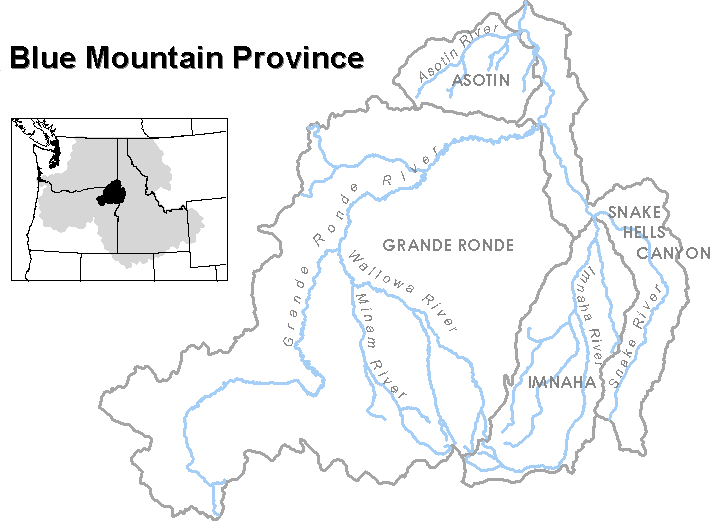 Blue Mountain Province
Asotin River
ASOTIN
Grande Ronde River
GRANDE RONDE
SNAKE
HELLS
CANYON
Wallowa River
Minam River
Imnaha River
Snake River
IMNAHA